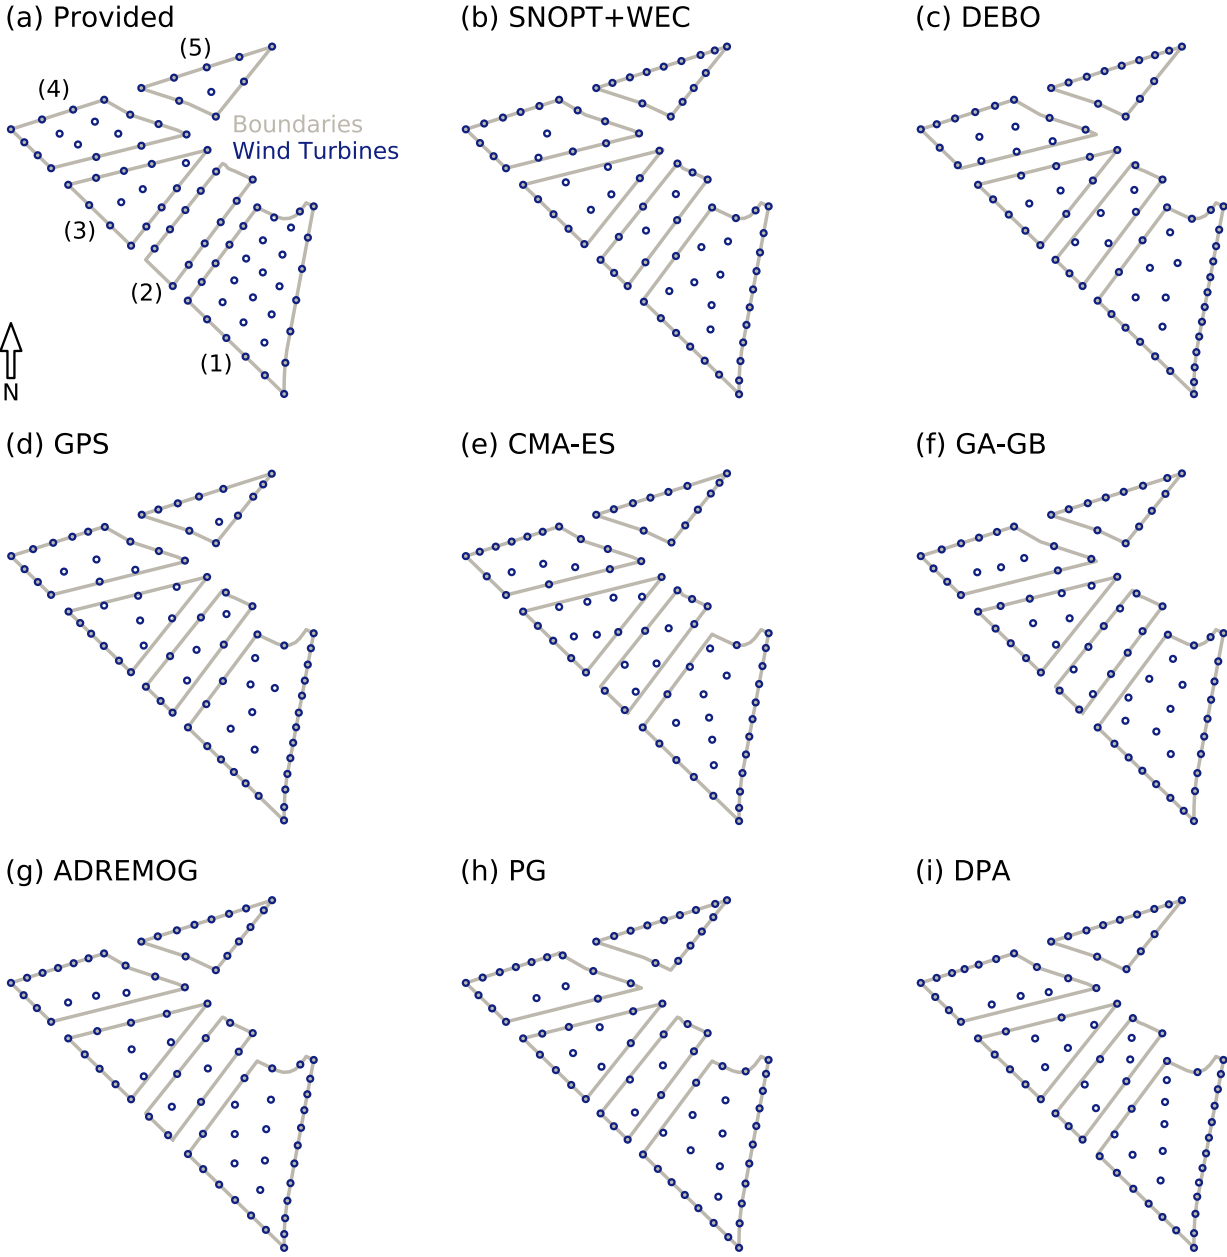 (a) Provided
(b) SNOPT+WEC
(c) DEBO
(5)
(4)
Boundaries
Wind Turbines
(3)
(2)
(1)
N
(d) GPS
(e) CMA-ES
(f) GA-GB
(g) ADREMOG
(h) PG
(i) DPA